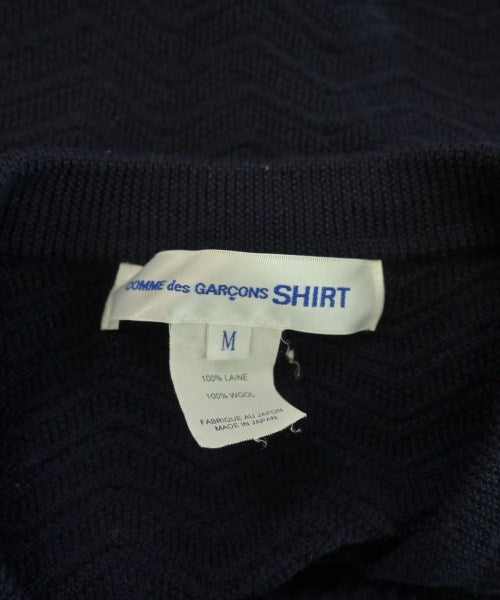 COMME des GARÇONS SHIRT
M
100% LAINE
100% WOOL
FABRIQUE AU JAPON
MADE IN JAPAN